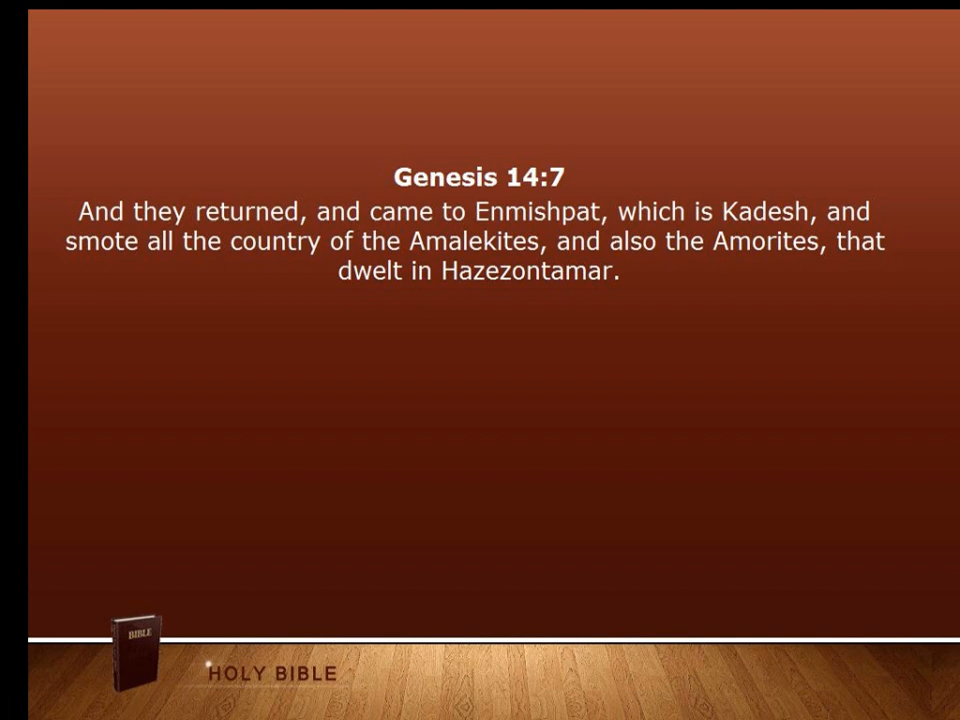 Genesis 14:7
And they returned, and came to Enmishpat, which is Kadesh, and
smote all the country of the Amalekites, and also the Amorites, that
dwelt in Hazezontamar.
BIBLE
HOLY BIBLE